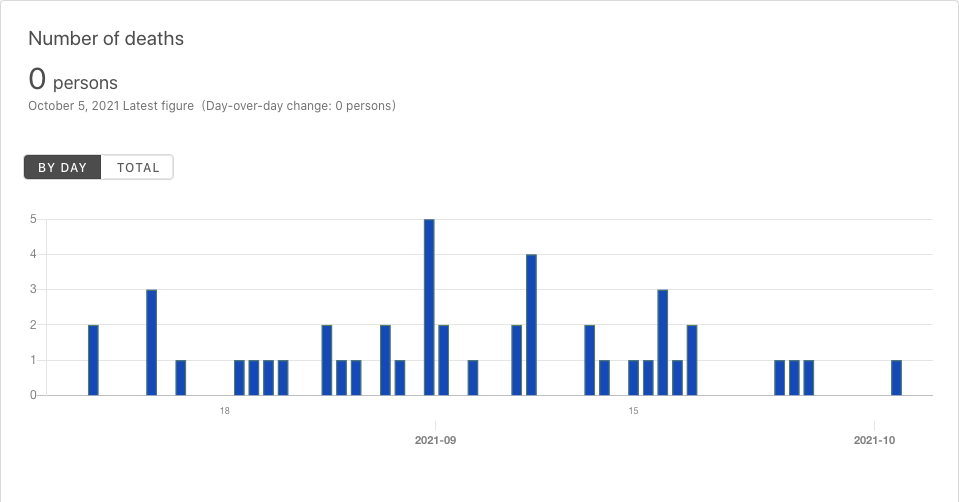 Number of deaths
0 persons
October 5, 2021 Latest figure (Day-over-day change: 0 persons)
BY DAY TOTAL
5
4
3
2
1
0
18 15
2021-09 2021-10